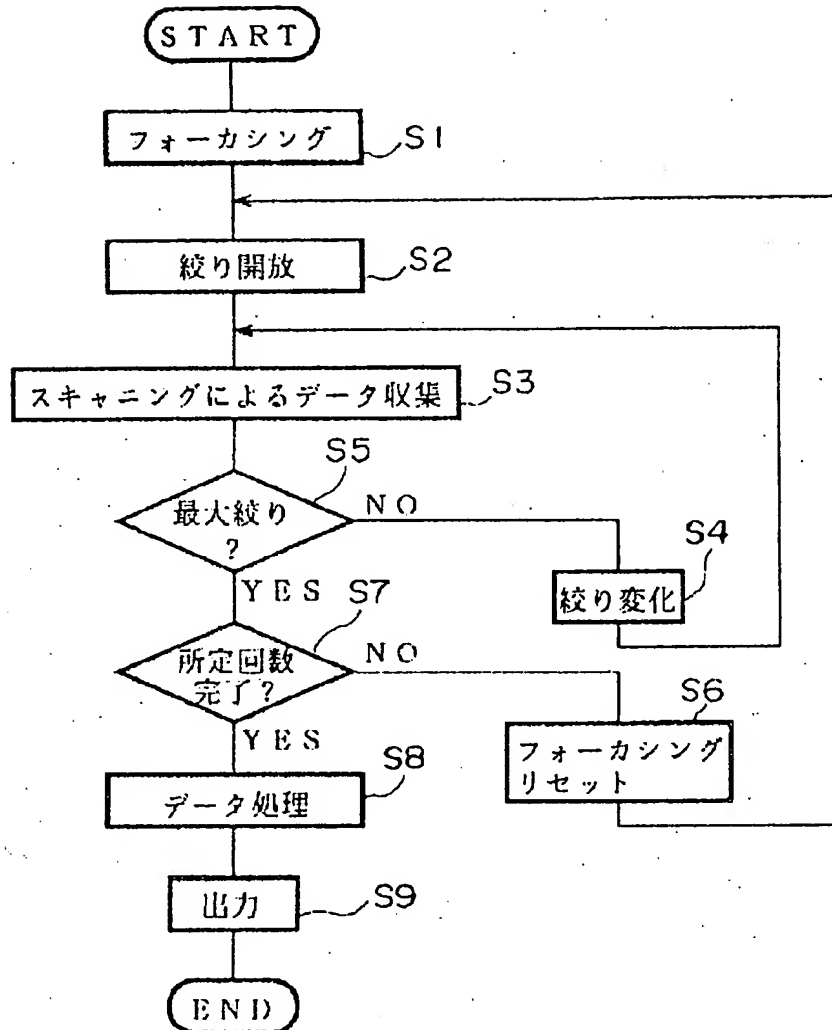 START
フォーカシング
S1
絞り開放
S2
スキャニングによるデータ収集
S3
S5
最大絞り
?
NO
YES
S4
絞り変化
S7
所定回数
完了?
NO
YES
S6
フォーカシング
リセット
S8
データ処理
出力
S9
END